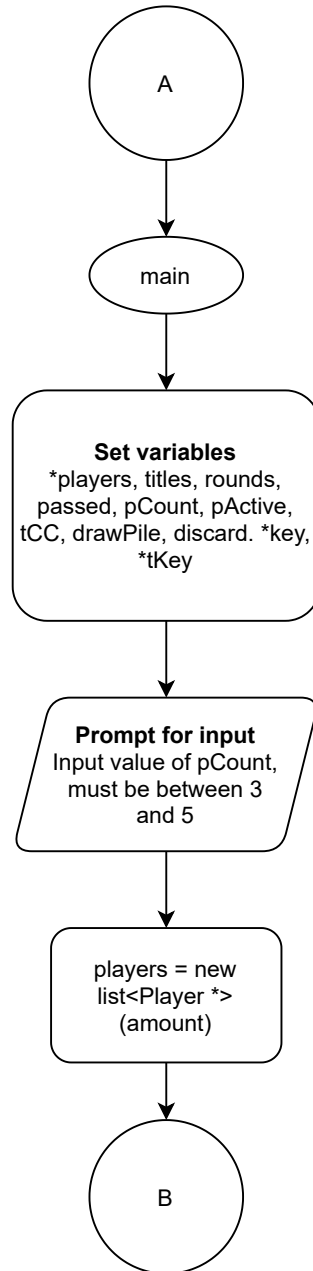 A
main
Set variables
*players, titles, rounds,
passed, pCount, pActive,
tCC, drawPile, discard. *key,
*tKey
Prompt for input
Input value of pCount,
must be between 3
and 5
players = new
list<Player *>
(amount)
B